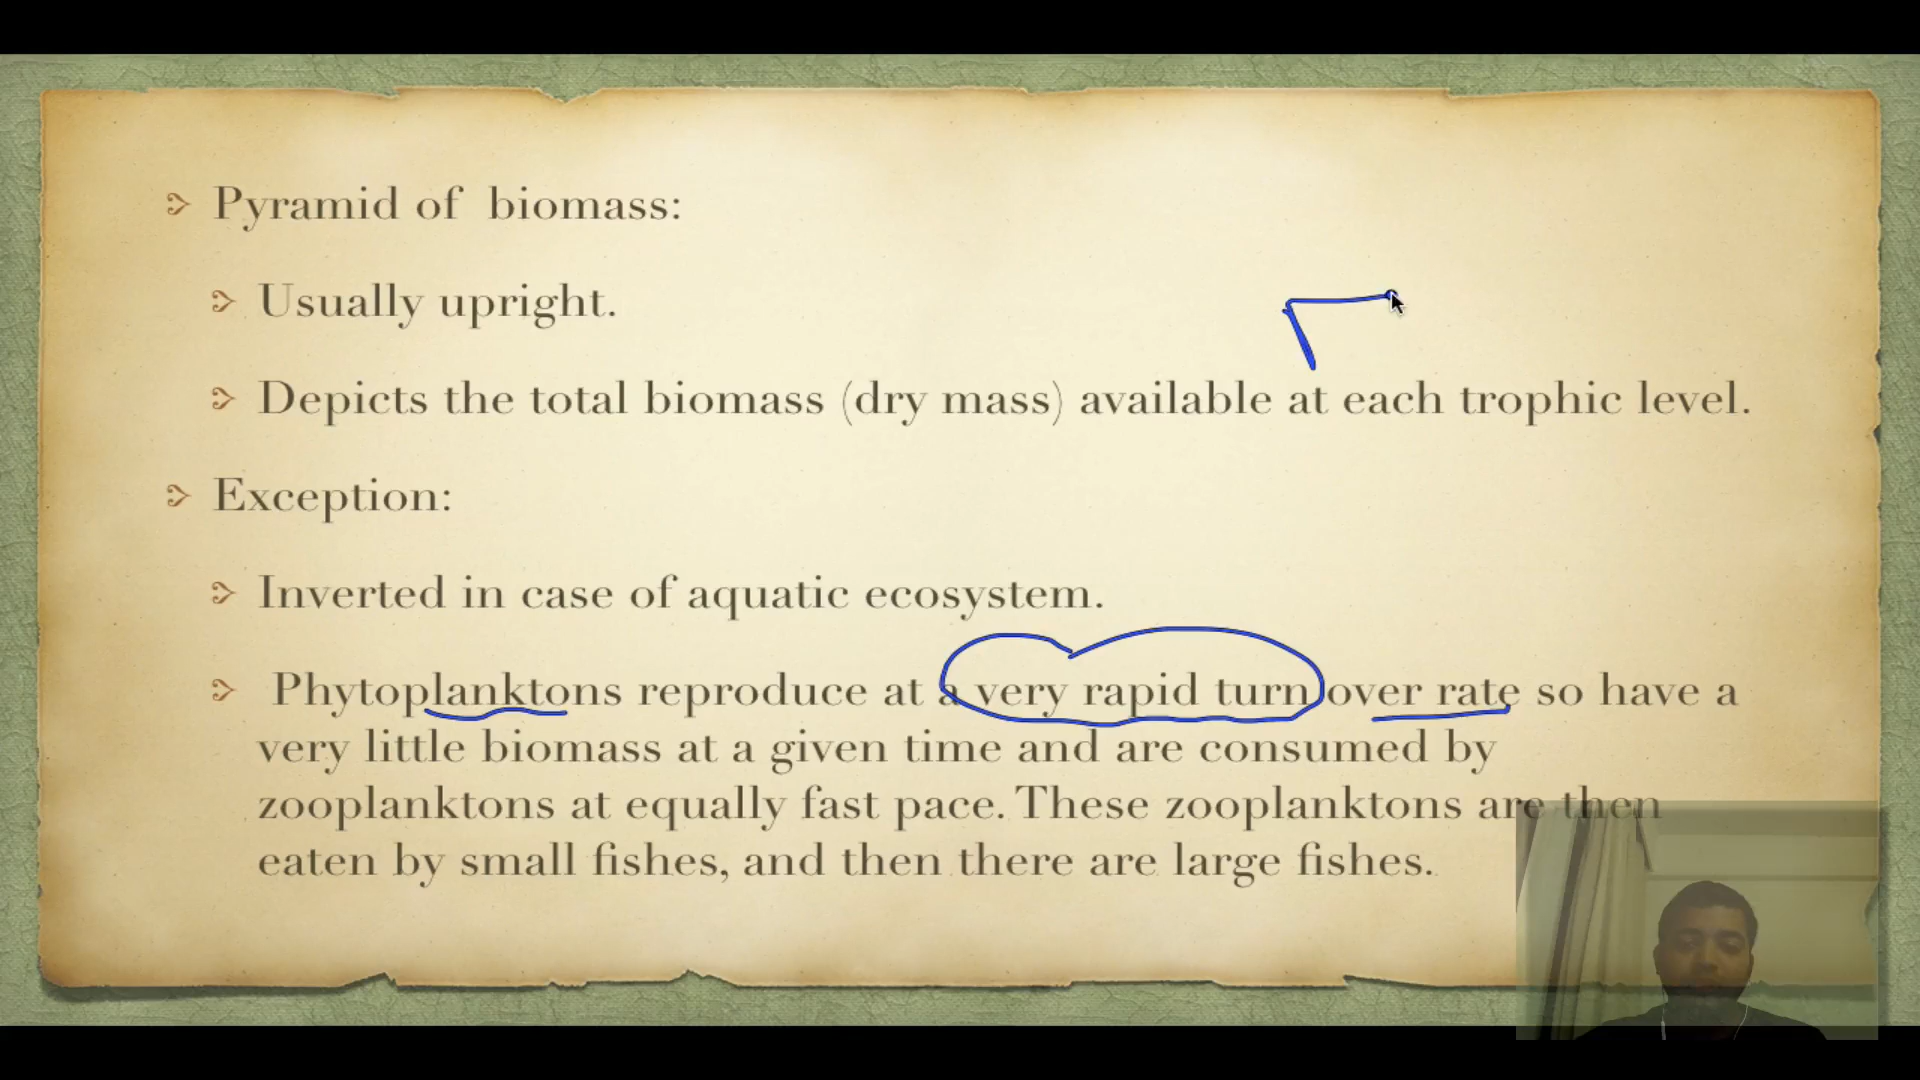 Pyramid of biomass:
Usually upright.
Depicts the total biomass (dry mass) available at each trophic level.
Exception:
Inverted in case of aquatic ecosystem.
Phytoplanktons reproduce at a very rapid turn over rate so have a
very little biomass at a given time and are consumed by
zooplanktons at equally fast pace. These zooplanktons are then
eaten by small fishes, and then there are large fishes.